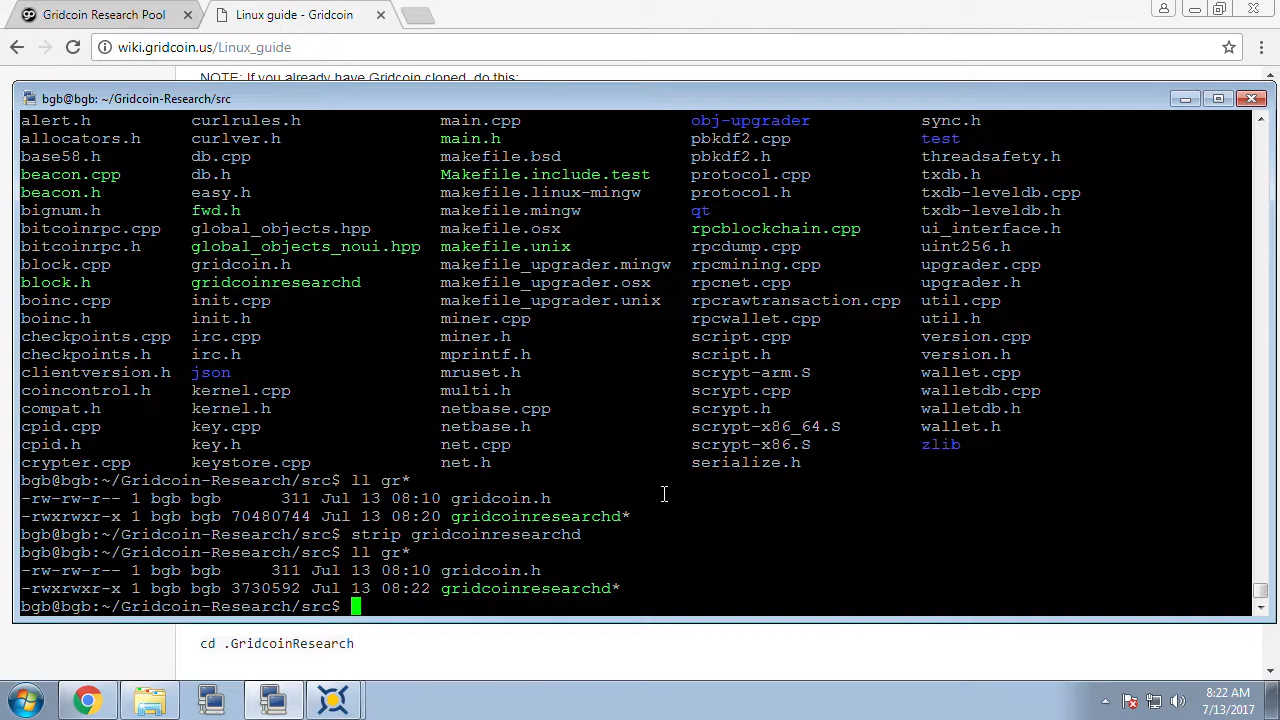 Gridcoin Research Pool
Linux guide - Gridcoin
wiki.gridcoin.us/Linux_guide
NOTE: If you already have Gridcoin cloned, do this:
bgb@bgb: ~/Gridcoin-Research/src
alert.h curlrules.h main.cpp obj-upgrader sync.h
allocators.h curlver.h main.h pbkdf2.cpp test
base58.h db.cpp makefile.bsd pbkdf2.h threadsafety.h
beacon.cpp db.h Makefile.include.test protocol.cpp txdb.h
beacon.h easy.h makefile.linux-mingw protocol.h txdb-leveldb.cpp
bignum.h fwd.h makefile.mingw qt txdb-leveldb.h
bitcoinrpc.cpp global_objects.hpp makefile.osx rpcblockchain.cpp ui_interface.h
bitcoinrpc.h global_objects_noui.hpp makefile.unix rpcdump.cpp uint256.h
block.cpp gridcoin.h makefile_upgrader.mingw rpcmining.cpp upgrader.cpp
block.h gridcoinresearchd makefile_upgrader.osx rpcnet.cpp upgrader.h
boinc.cpp init.cpp makefile_upgrader.unix rpcrawtransaction.cpp util.cpp
boinc.h init.h miner.cpp rpcwallet.cpp util.h
checkpoints.cpp irc.cpp miner.h script.cpp version.cpp
checkpoints.h irc.h mprintf.h script.h version.h
clientversion.h json mruset.h scrypt-arm.S wallet.cpp
coincontrol.h kernel.cpp multi.h scrypt.cpp walletdb.cpp
compat.h kernel.h netbase.cpp scrypt.h walletdb.h
cpid.cpp key.cpp netbase.h scrypt-x86_64.S wallet.h
cpid.h key.h net.cpp scrypt-x86.S zlib
crypter.cpp keystore.cpp net.h serialize.h
bgb@bgb:~/Gridcoin-Research/src$ ll gr*
-rw-rw-r-- 1 bgb bgb 311 Jul 13 08:10 gridcoin.h
-rwxrwxr-x 1 bgb bgb 70480744 Jul 13 08:20 gridcoinresearchd*
bgb@bgb:~/Gridcoin-Research/src$ strip gridcoinresearchd
bgb@bgb:~/Gridcoin-Research/src$ ll gr*
-rw-rw-r-- 1 bgb bgb 311 Jul 13 08:10 gridcoin.h
-rwxrwxr-x 1 bgb bgb 3730592 Jul 13 08:22 gridcoinresearchd*
bgb@bgb:~/Gridcoin-Research/src$
cd .GridcoinResearch
8:22 AM
7/13/2017